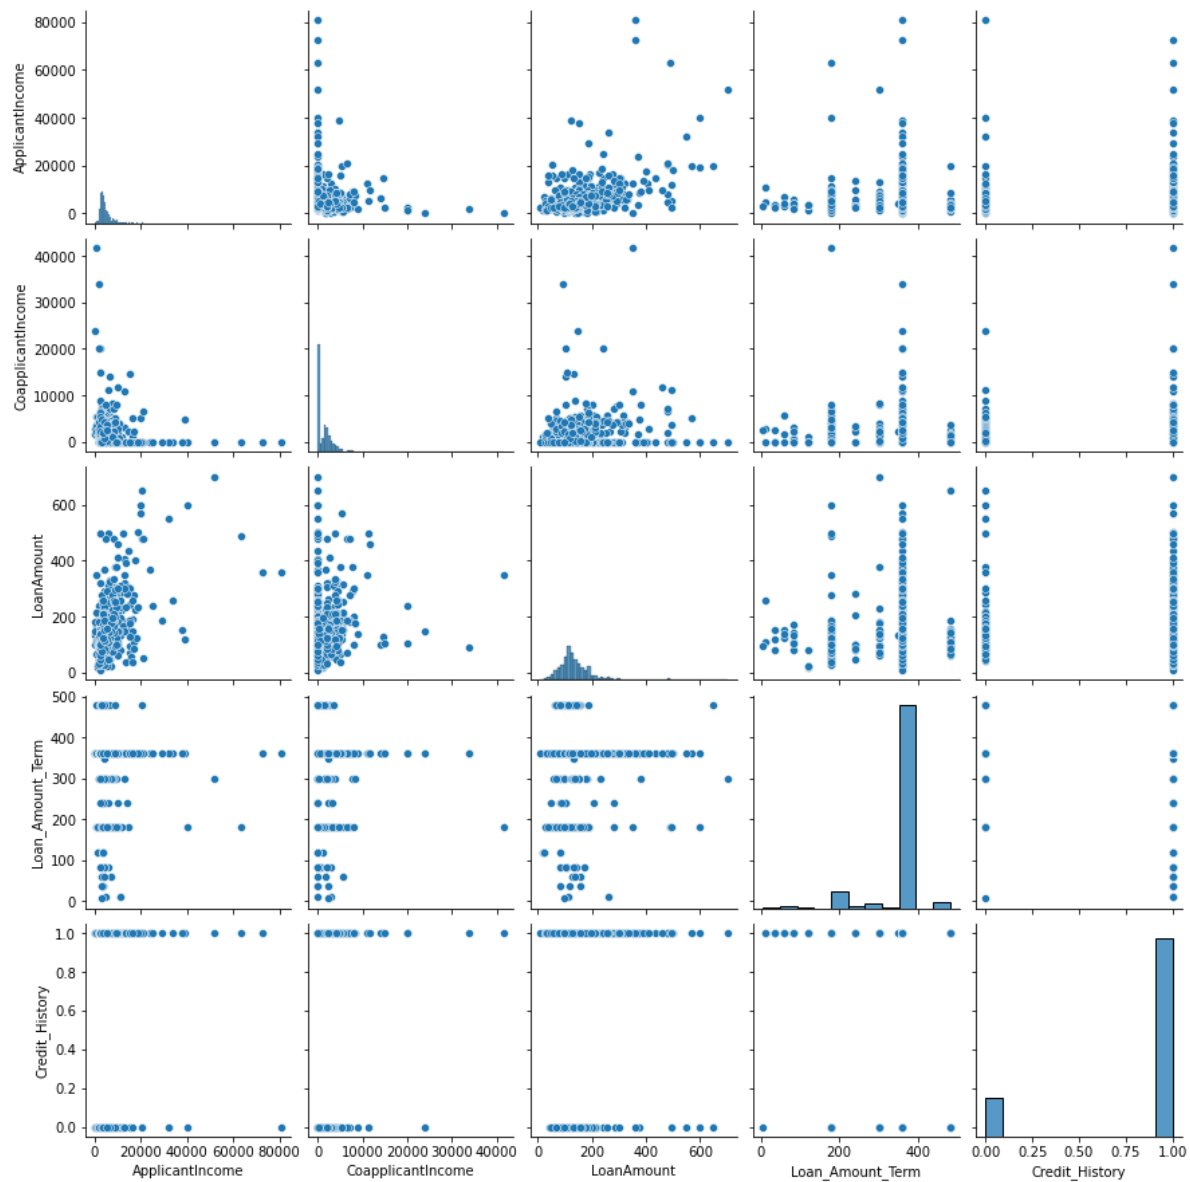 80000
60000
40000
20000
0
ApplicantIncome
40000
30000
20000
10000
0
CoapplicantIncome
600
400
200
0
LoanAmount
500
400
300
200
100
0
Loan_Amount_Term
1.0
0.8
0.6
0.4
0.2
0.0
Credit_History
0 20000 40000 60000 80000
ApplicantIncome
0 10000 20000 30000 40000
CoapplicantIncome
0 200 400 600
LoanAmount
0 200 400
Loan_Amount_Term
0.00 0.25 0.50 0.75 1.00
Credit_History